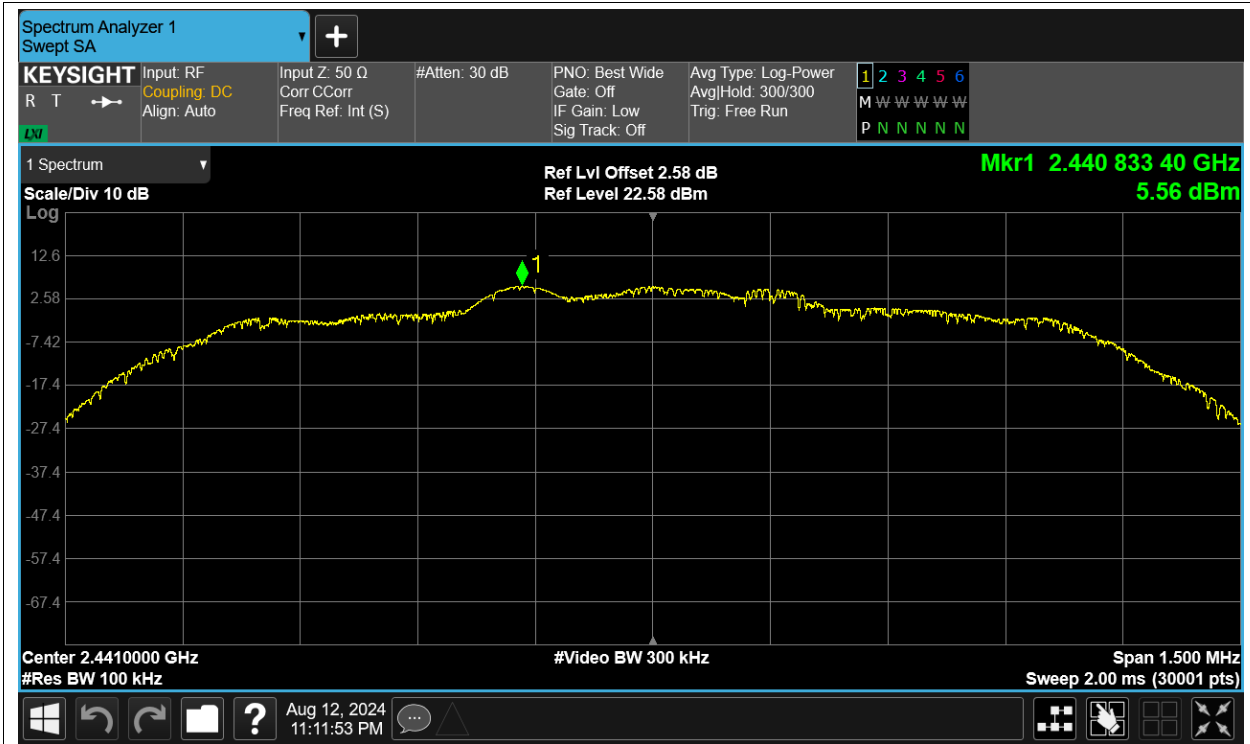 Spectrum Analyzer 1
Swept SA
KEYSIGHT
R T
LXI
Input: RF
Coupling: DC
Align: Auto
Input Z: 50 Ω
Corr CCorr
Freq Ref: Int (S)
#Atten: 30 dB
PNO: Best Wide
Gate: Off
IF Gain: Low
Sig Track: Off
Avg Type: Log-Power
Avg|Hold: 300/300
Trig: Free Run
1 2 3 4 5 6
M W W W W W
P N N N N N
1 Spectrum
Scale/Div 10 dB
Ref Lvl Offset 2.58 dB
Ref Level 22.58 dBm
Mkr1 2.440 833 40 GHz
5.56 dBm
Log
12.6
2.58
-7.42
-17.4
-27.4
-37.4
-47.4
-57.4
-67.4
1
Center 2.4410000 GHz
#Res BW 100 kHz
#Video BW 300 kHz
Span 1.500 MHz
Sweep 2.00 ms (30001 pts)
?
Aug 12, 2024
11:11:53 PM